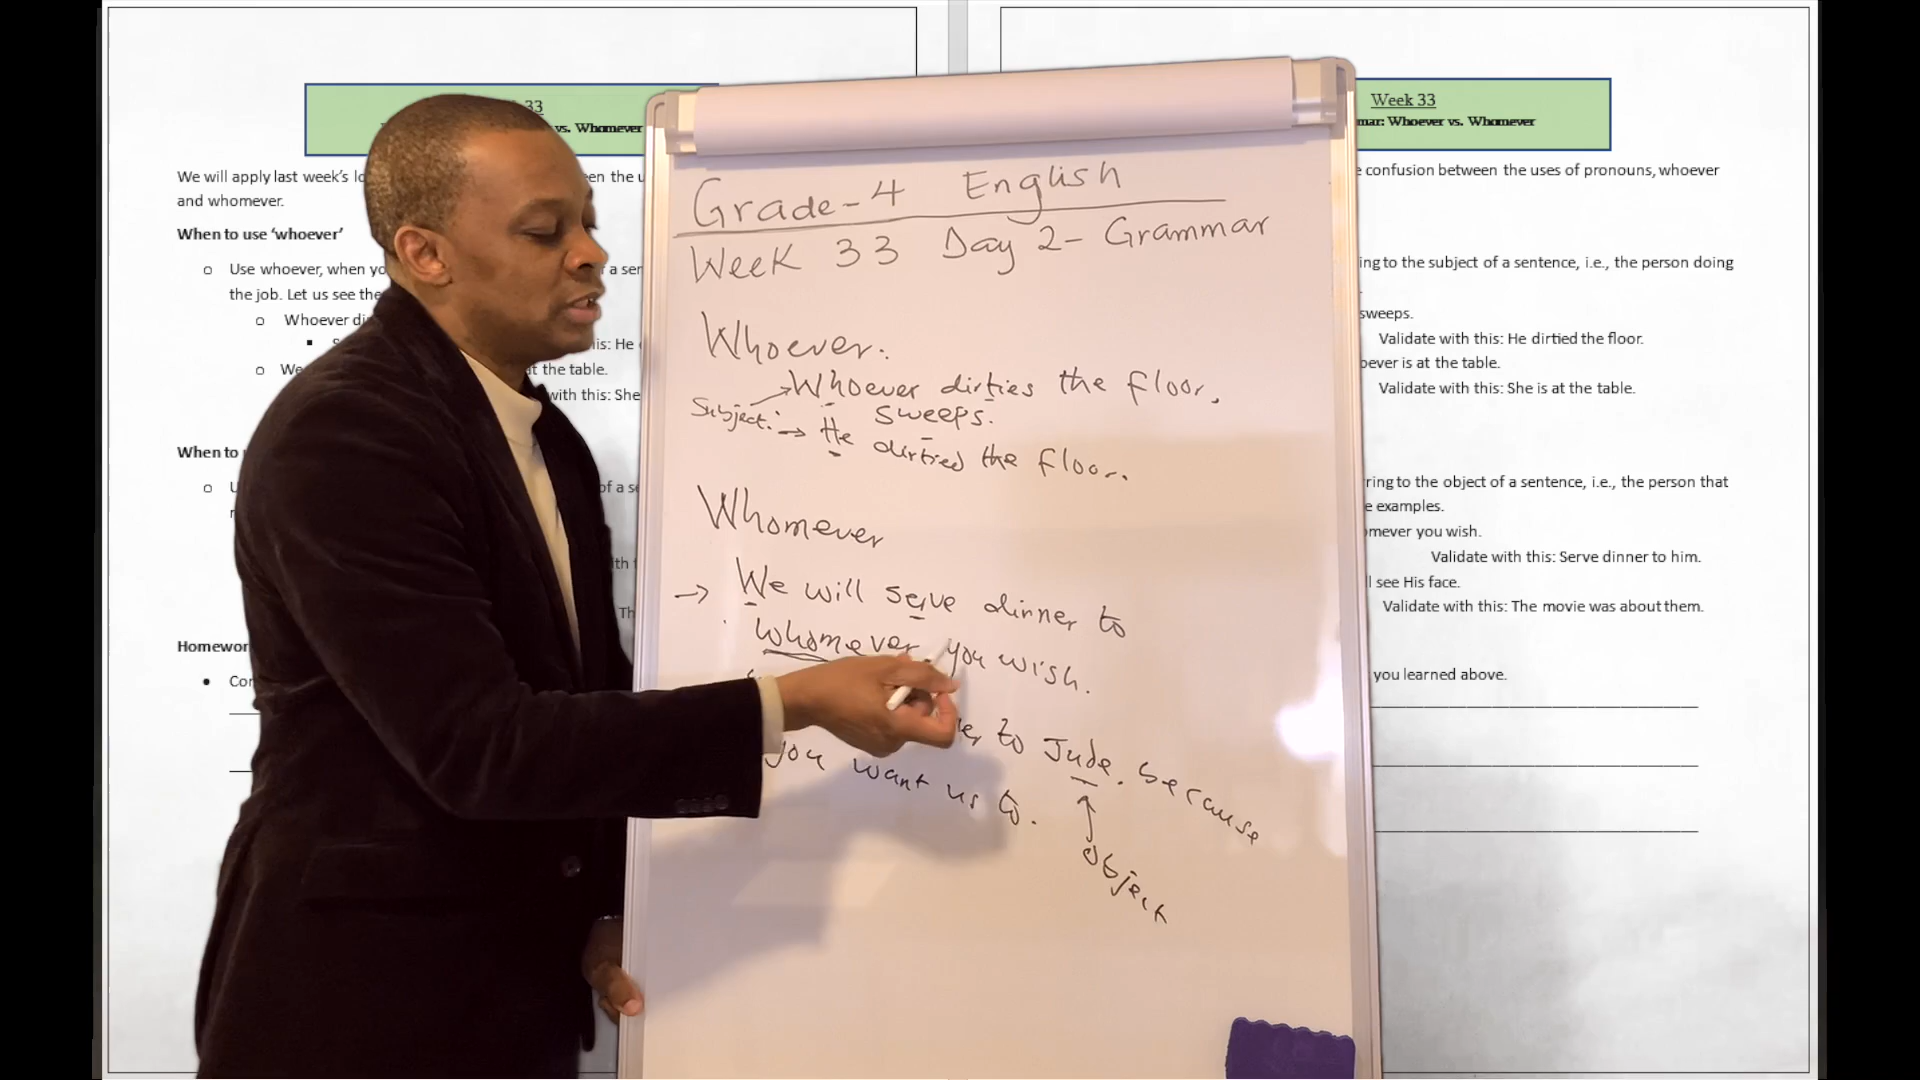 33
vs. Whomever
We will apply last week's
en the u
and whomever.
When to use ‘whoever’
Use whoever, when yo
a ser
the job. Let us see the
Whoever di
is: He
We
at the table.
with this: She
When to
of a se
Th
Homewor
Cor
Grade-4 English
Week 33 Day 2- Grammar
Whoever:
Whoever dirties the floor,
Subject:
sweeps.
He dirtied the floor.
Whomever
We will serve dinner to
whomever you wish.
to Jude, because
you want us to.
object
Week 33
mar: Whoever vs. Whomever
confusion between the uses of pronouns, whoever
ing to the subject of a sentence, i.e., the person doing
sweeps.
Validate with this: He dirtied the floor.
oever is at the table.
Validate with this: She is at the table.
ring to the object of a sentence, i.e., the person that
e examples.
omever you wish.
Validate with this: Serve dinner to him.
l see His face.
Validate with this: The movie was about them.
you learned above.